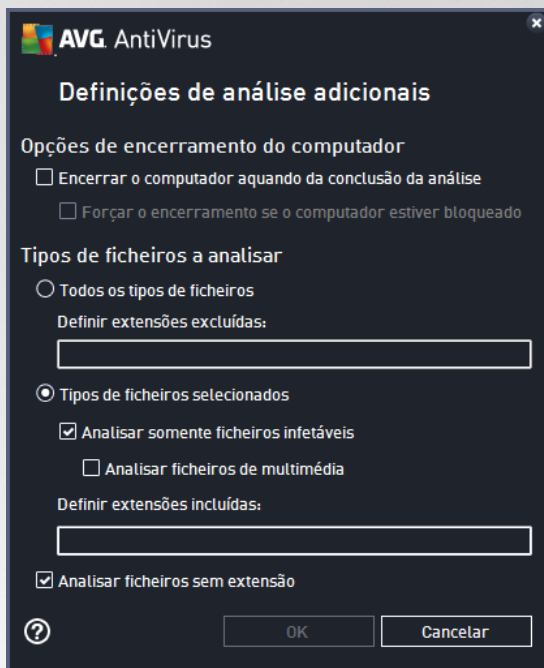 AVG. AntiVirus
Definições de análise adicionais
Opções de encerramento do computador
Encerrar o computador aquando da conclusão da análise
Forçar o encerramento se o computador estiver bloqueado
Tipos de ficheiros a analisar
Todos os tipos de ficheiros
Definir extensões excluídas:
Tipos de ficheiros selecionados
Analisar somente ficheiros infetáveis
Analisar ficheiros de multimédia
Definir extensões incluídas:
Analisar ficheiros sem extensão
OK
Cancelar